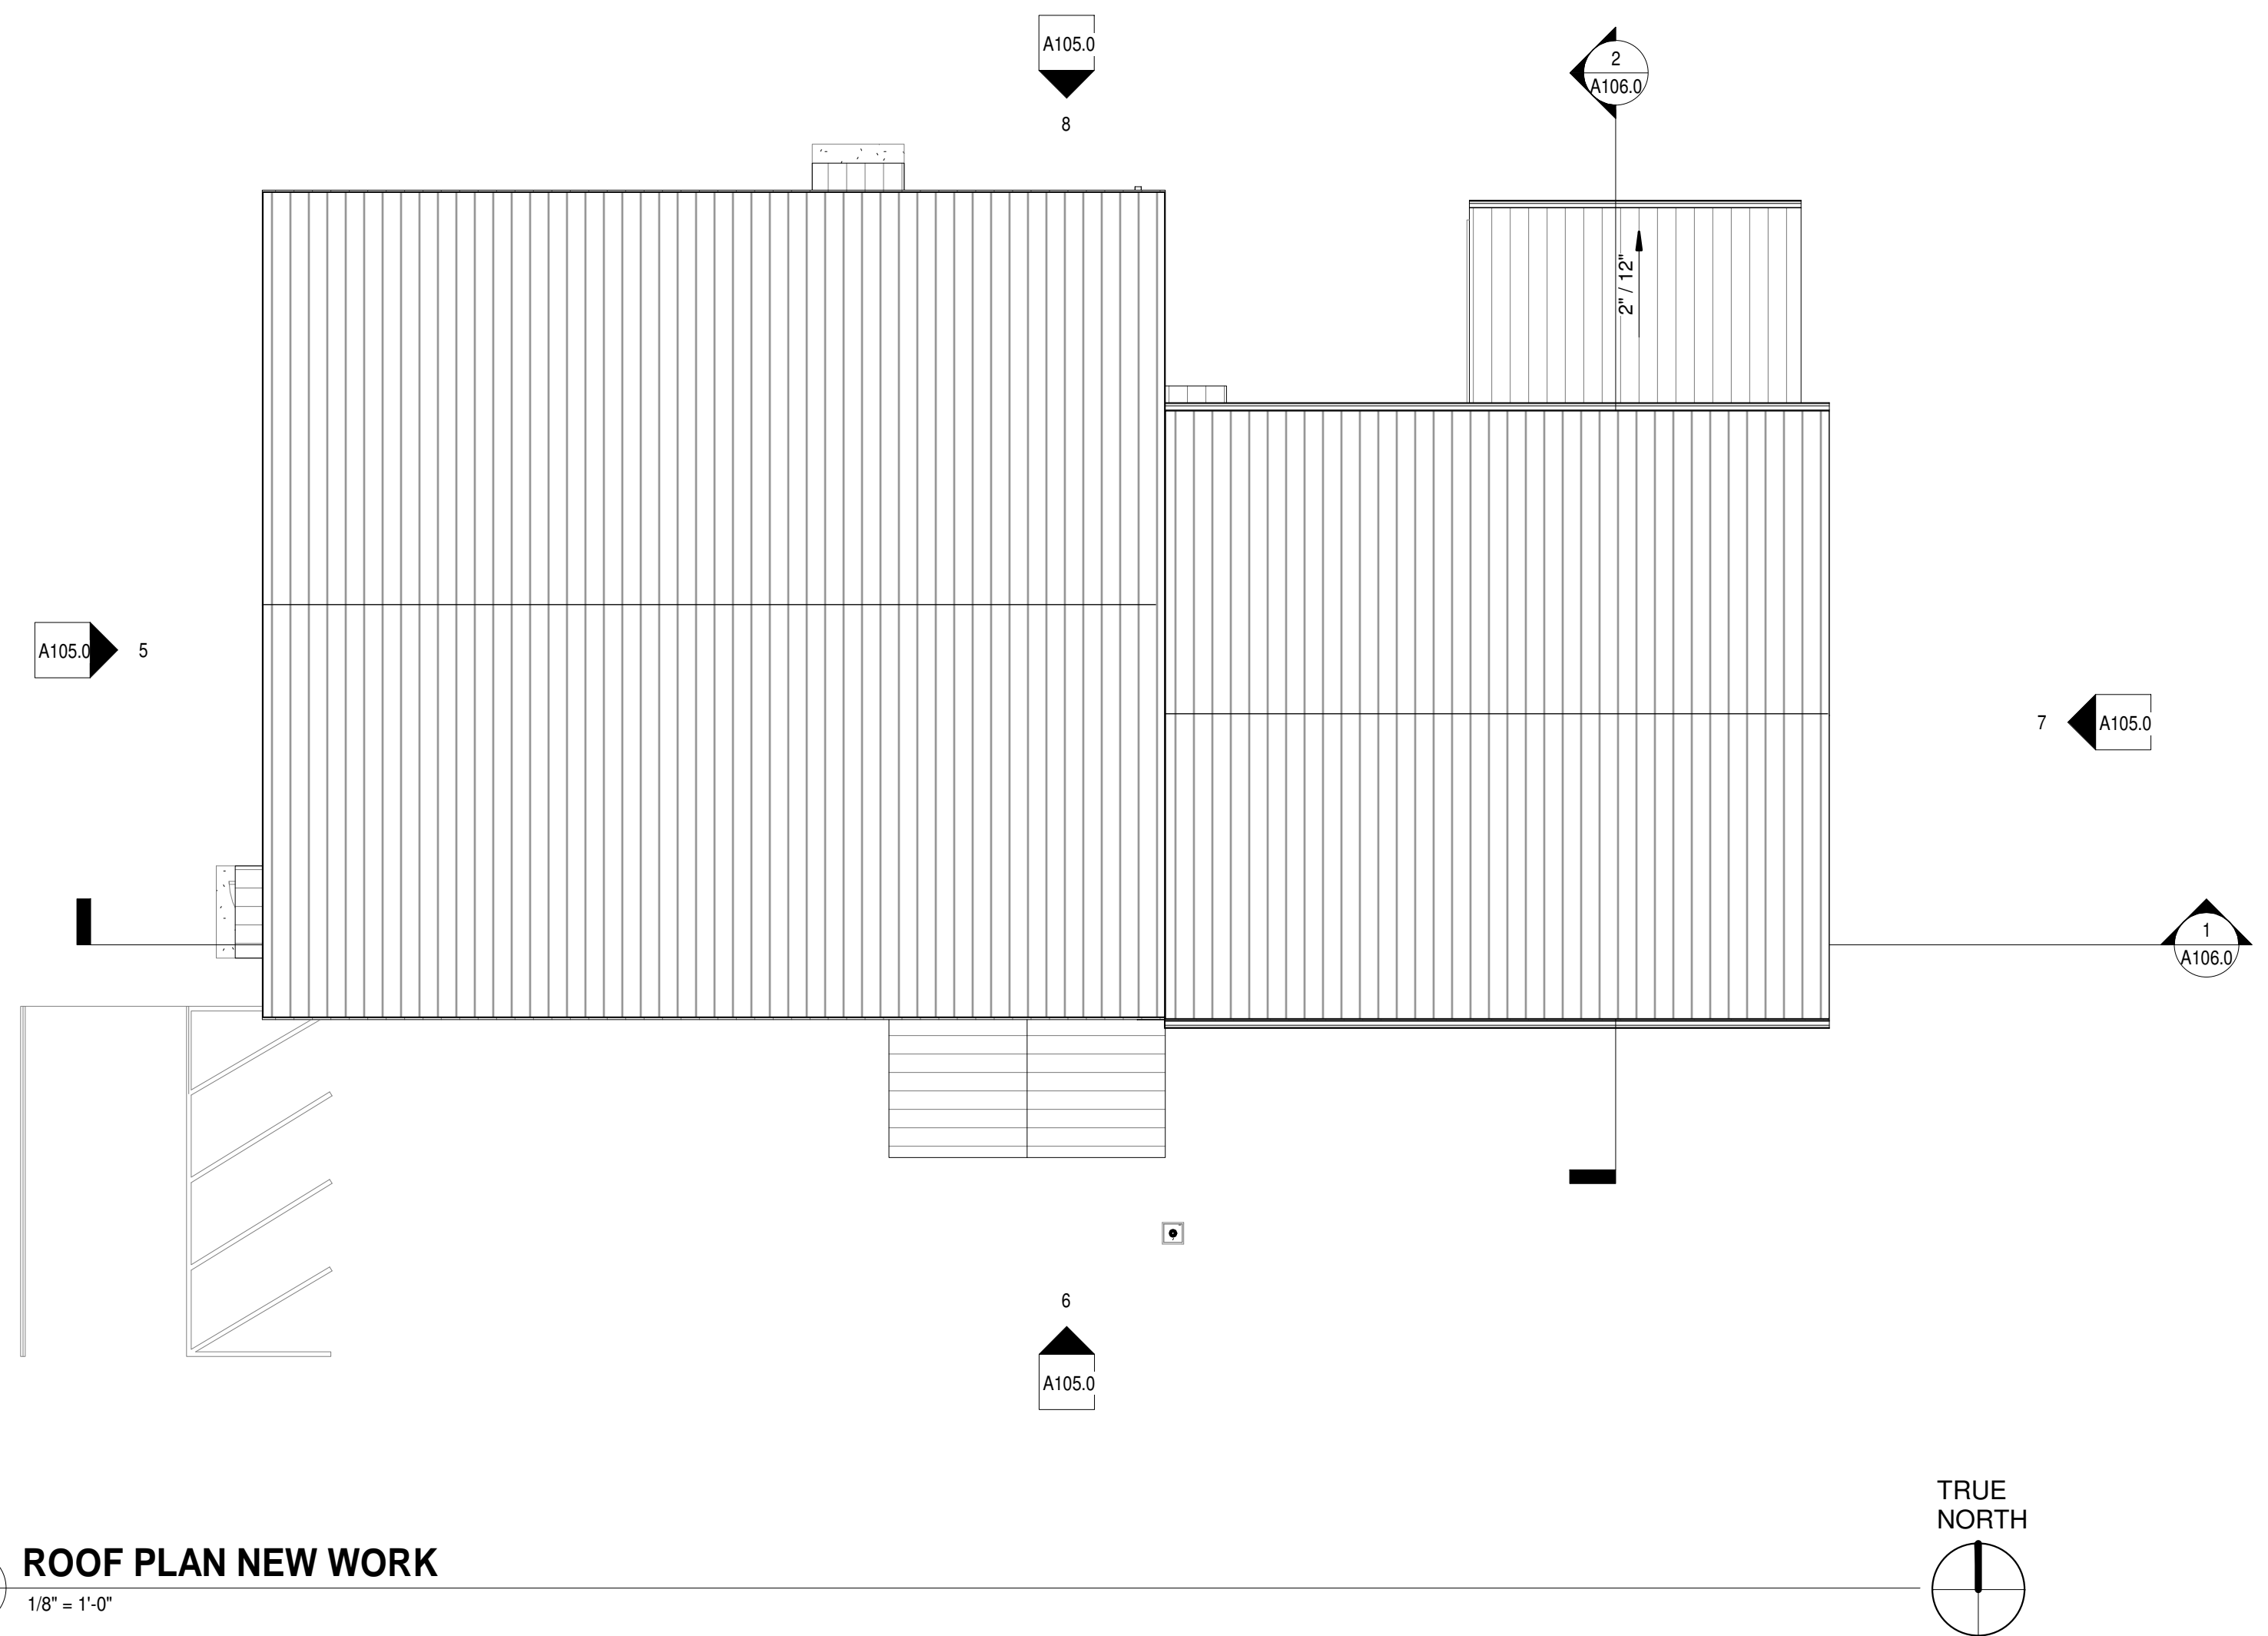 A105.0
8
2
A106.0
2" / 12"
A105.0
5
7
A105.0
1
A106.0
6
A105.0
TRUE
NORTH
ROOF PLAN NEW WORK
1/8" = 1'-0"